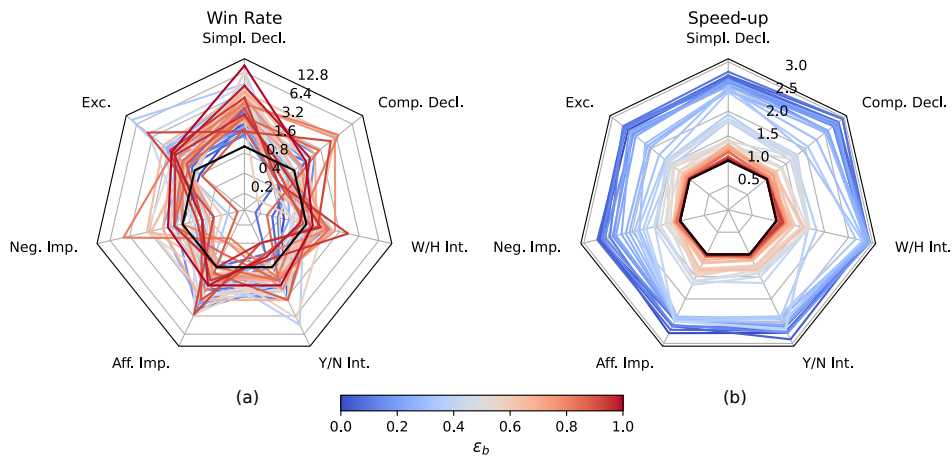 Win Rate
Simpl. Decl.
Comp. Decl.
W/H Int.
Y/N Int.
Aff. Imp.
Neg. Imp.
Exc.
12.8
6.4
3.2
1.6
0.8
0.4
0.2
(a)
Speed-up
Simpl. Decl.
Comp. Decl.
W/H Int.
Y/N Int.
Aff. Imp.
Neg. Imp.
Exc.
3.0
2.5
2.0
1.5
1.0
0.5
(b)
0.0 0.2 0.4 0.6 0.8 1.0
ε_b